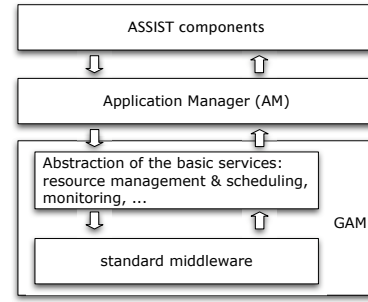 ASSIST components
Application Manager (AM)
Abstraction of the basic services:
resource management & scheduling,
monitoring, ...
GAM
standard middleware